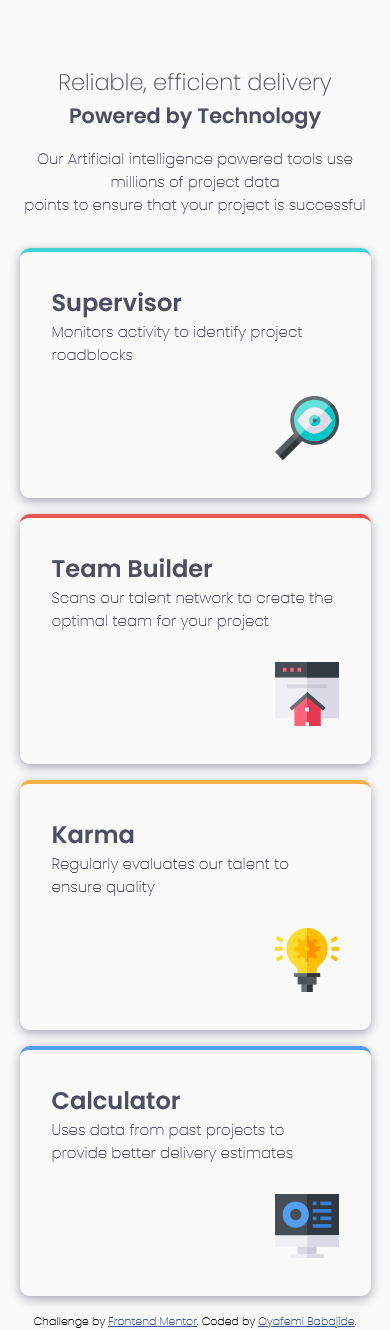 Reliable, efficient delivery
Powered by Technology
Our Artificial intelligence powered tools use
millions of project data
points to ensure that your project is successful
Supervisor
Monitors activity to identify project
roadblocks
Team Builder
Scans our talent network to create the
optimal team for your project
Karma
Regularly evaluates our talent to
ensure quality
Calculator
Uses data from past projects to
provide better delivery estimates
Challenge by Frontend Mentor. Coded by Oyafemi Babajide.